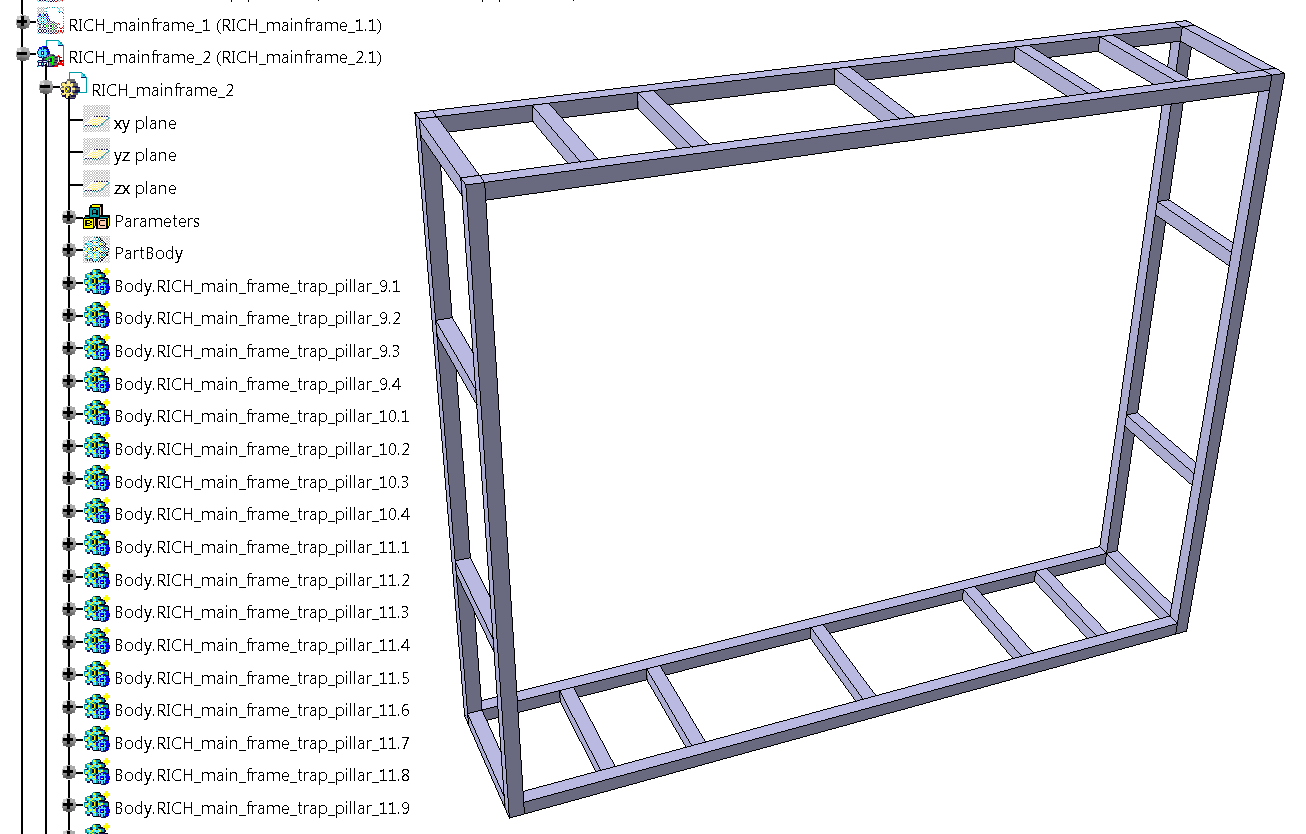 RICH_mainframe_1 (RICH_mainframe_1.1)
RICH_mainframe_2 (RICH_mainframe_2.1)
RICH_mainframe_2
xy plane
yz plane
zx plane
Parameters
PartBody
Body.RICH_main_frame_trap_pillar_9.1
Body.RICH_main_frame_trap_pillar_9.2
Body.RICH_main_frame_trap_pillar_9.3
Body.RICH_main_frame_trap_pillar_9.4
Body.RICH_main_frame_trap_pillar_10.1
Body.RICH_main_frame_trap_pillar_10.2
Body.RICH_main_frame_trap_pillar_10.3
Body.RICH_main_frame_trap_pillar_10.4
Body.RICH_main_frame_trap_pillar_11.1
Body.RICH_main_frame_trap_pillar_11.2
Body.RICH_main_frame_trap_pillar_11.3
Body.RICH_main_frame_trap_pillar_11.4
Body.RICH_main_frame_trap_pillar_11.5
Body.RICH_main_frame_trap_pillar_11.6
Body.RICH_main_frame_trap_pillar_11.7
Body.RICH_main_frame_trap_pillar_11.8
Body.RICH_main_frame_trap_pillar_11.9